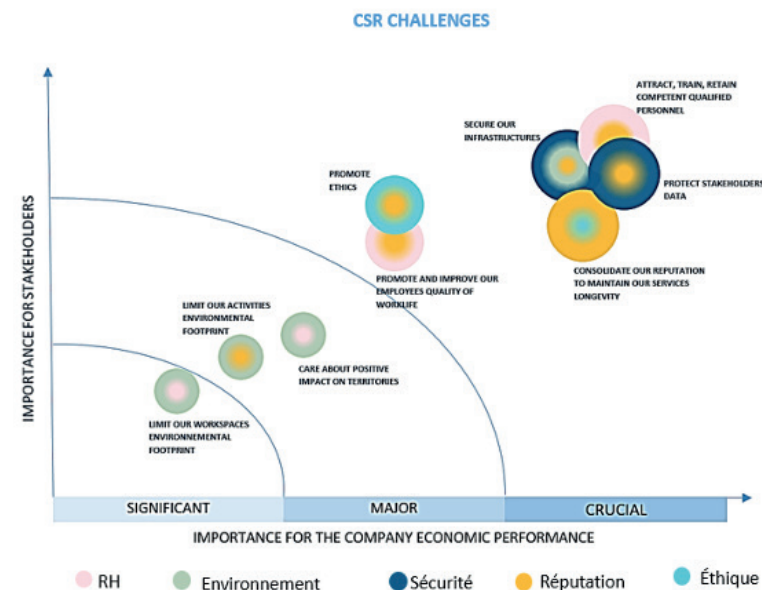 CSR CHALLENGES
ATTRACT, TRAIN, RETAIN
COMPETENT QUALIFIED
PERSONNEL
SECURE OUR
INFRASTRUCTURES
PROTECT STAKEHOLDERS
DATA
PROMOTE
ETHICS
CONSOLIDATE OUR REPUTATION
TO MAINTAIN OUR SERVICES
LONGEVITY
PROMOTE AND IMPROVE OUR
EMPLOYEES QUALITY OF
WORKLIFE
LIMIT OUR ACTIVITIES
ENVIRONMENTAL
FOOTPRINT
CARE ABOUT POSITIVE
IMPACT ON TERRITORIES
LIMIT OUR WORKSPACES
ENVIRONNEMENTAL
FOOTPRINT
IMPORTANCE FOR STAKEHOLDERS
SIGNIFICANT
MAJOR
CRUCIAL
IMPORTANCE FOR THE COMPANY ECONOMIC PERFORMANCE
RH
Environnement
Sécurité
Réputation
Éthique